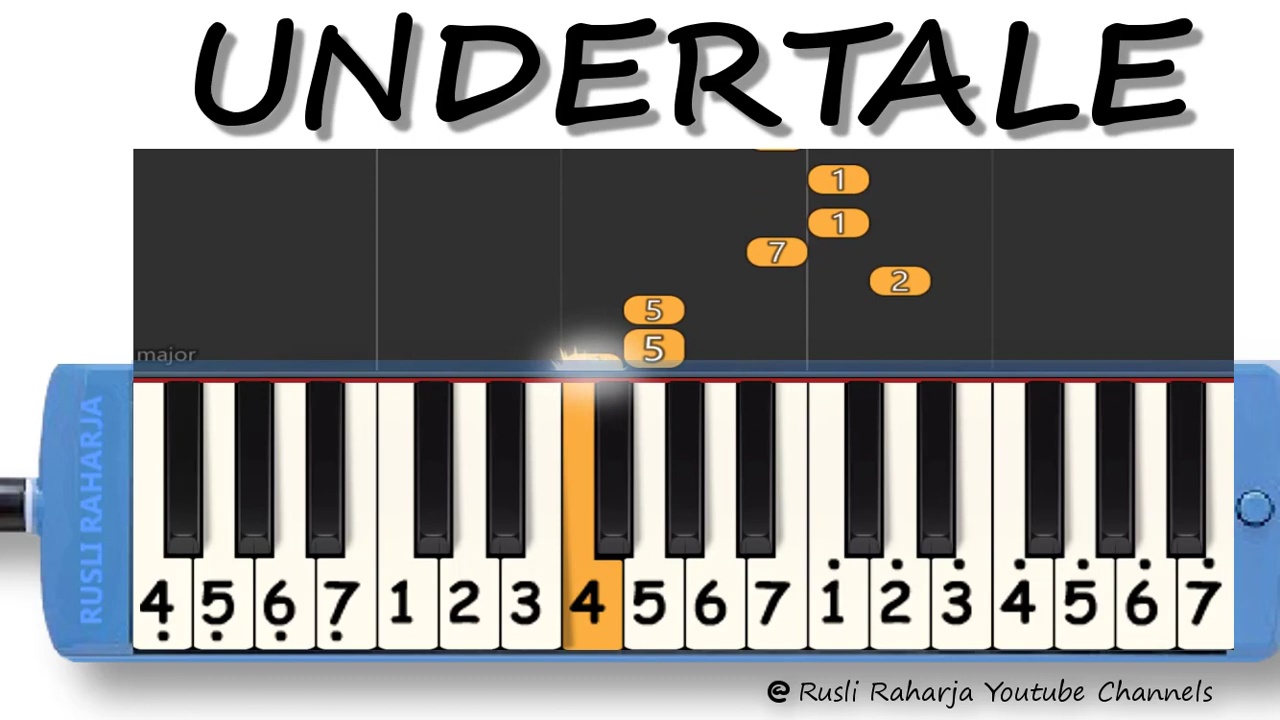 UNDERTALE
1
1
7
2
5
5
major
RUSLI RAHARJA
4 5 6 7 1 2 3 4 5 6 7 1 2 3 4 5 6 7
@ Rusli Raharja Youtube Channels